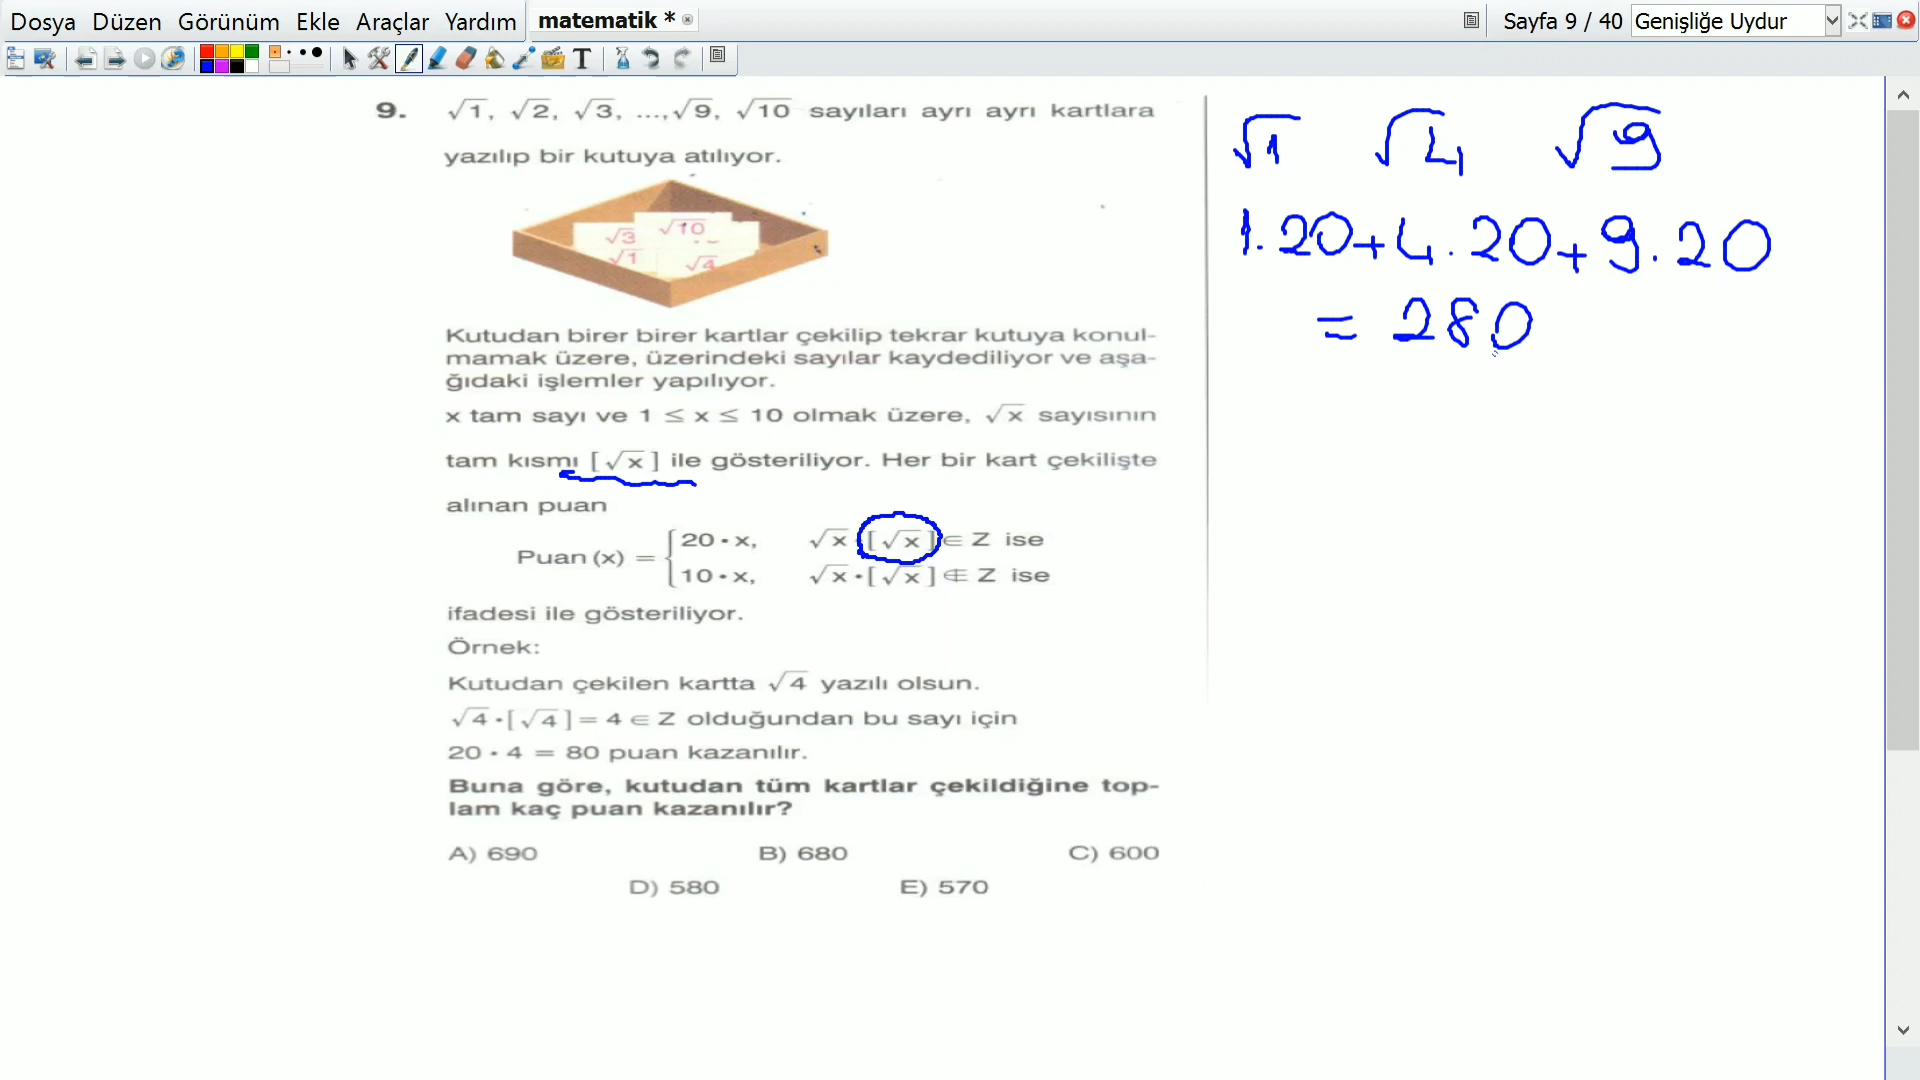 Dosya Düzen Görünüm Ekle Araçlar Yardım matematik * Sayfa 9 / 40 Genişliğe Uydur
9. √1, √2, √3, ...,√9, √10 sayıları ayrı ayrı kartlara
yazılıp bir kutuya atılıyor.
√3 √10
√1 √4
Kutudan birer birer kartlar çekilip tekrar kutuya konul-
mamak üzere, üzerindeki sayılar kaydediliyor ve aşa-
ğıdaki işlemler yapılıyor.
x tam sayı ve 1 ≤ x ≤ 10 olmak üzere, √x sayısının
tam kısmı [√x] ile gösteriliyor. Her bir kart çekilişte
alınan puan
Puan (x) = { 20 • x, √x [√x] ∈ Z ise
10 • x, √x • [√x] ∉ Z ise
ifadesi ile gösteriliyor.
Örnek:
Kutudan çekilen kartta √4 yazılı olsun.
√4 • [√4] = 4 ∈ Z olduğundan bu sayı için
20 • 4 = 80 puan kazanılır.
Buna göre, kutudan tüm kartlar çekildiğine top-
lam kaç puan kazanılır?
A) 690 B) 680 C) 600
D) 580 E) 570
√1 √4 √9
1.20+4.20+9.20
= 280